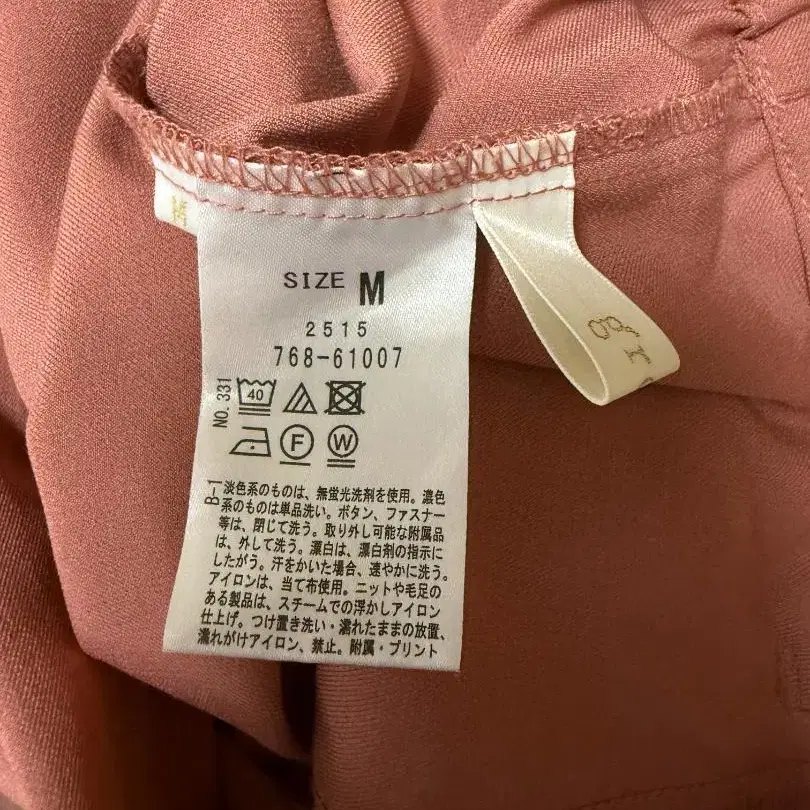 M
SIZE M
2515
768-61007
NO.331
40
F W
B-1
淡色系のものは、無蛍光洗剤を使用。濃色
系のものは単品洗い。ボタン、ファスナー
等は、閉じて洗う。取り外し可能な附属品
は、外して洗う。漂白は、漂白剤の指示に
したがう。汗をかいた場合、速やかに洗う。
アイロンは、当て布使用。ニットや毛足の
ある製品は、スチームでの浮かしアイロン
仕上げ。つけ置き洗い・濡れたままの放置、
濡れがけアイロン、禁止。附属・プリント